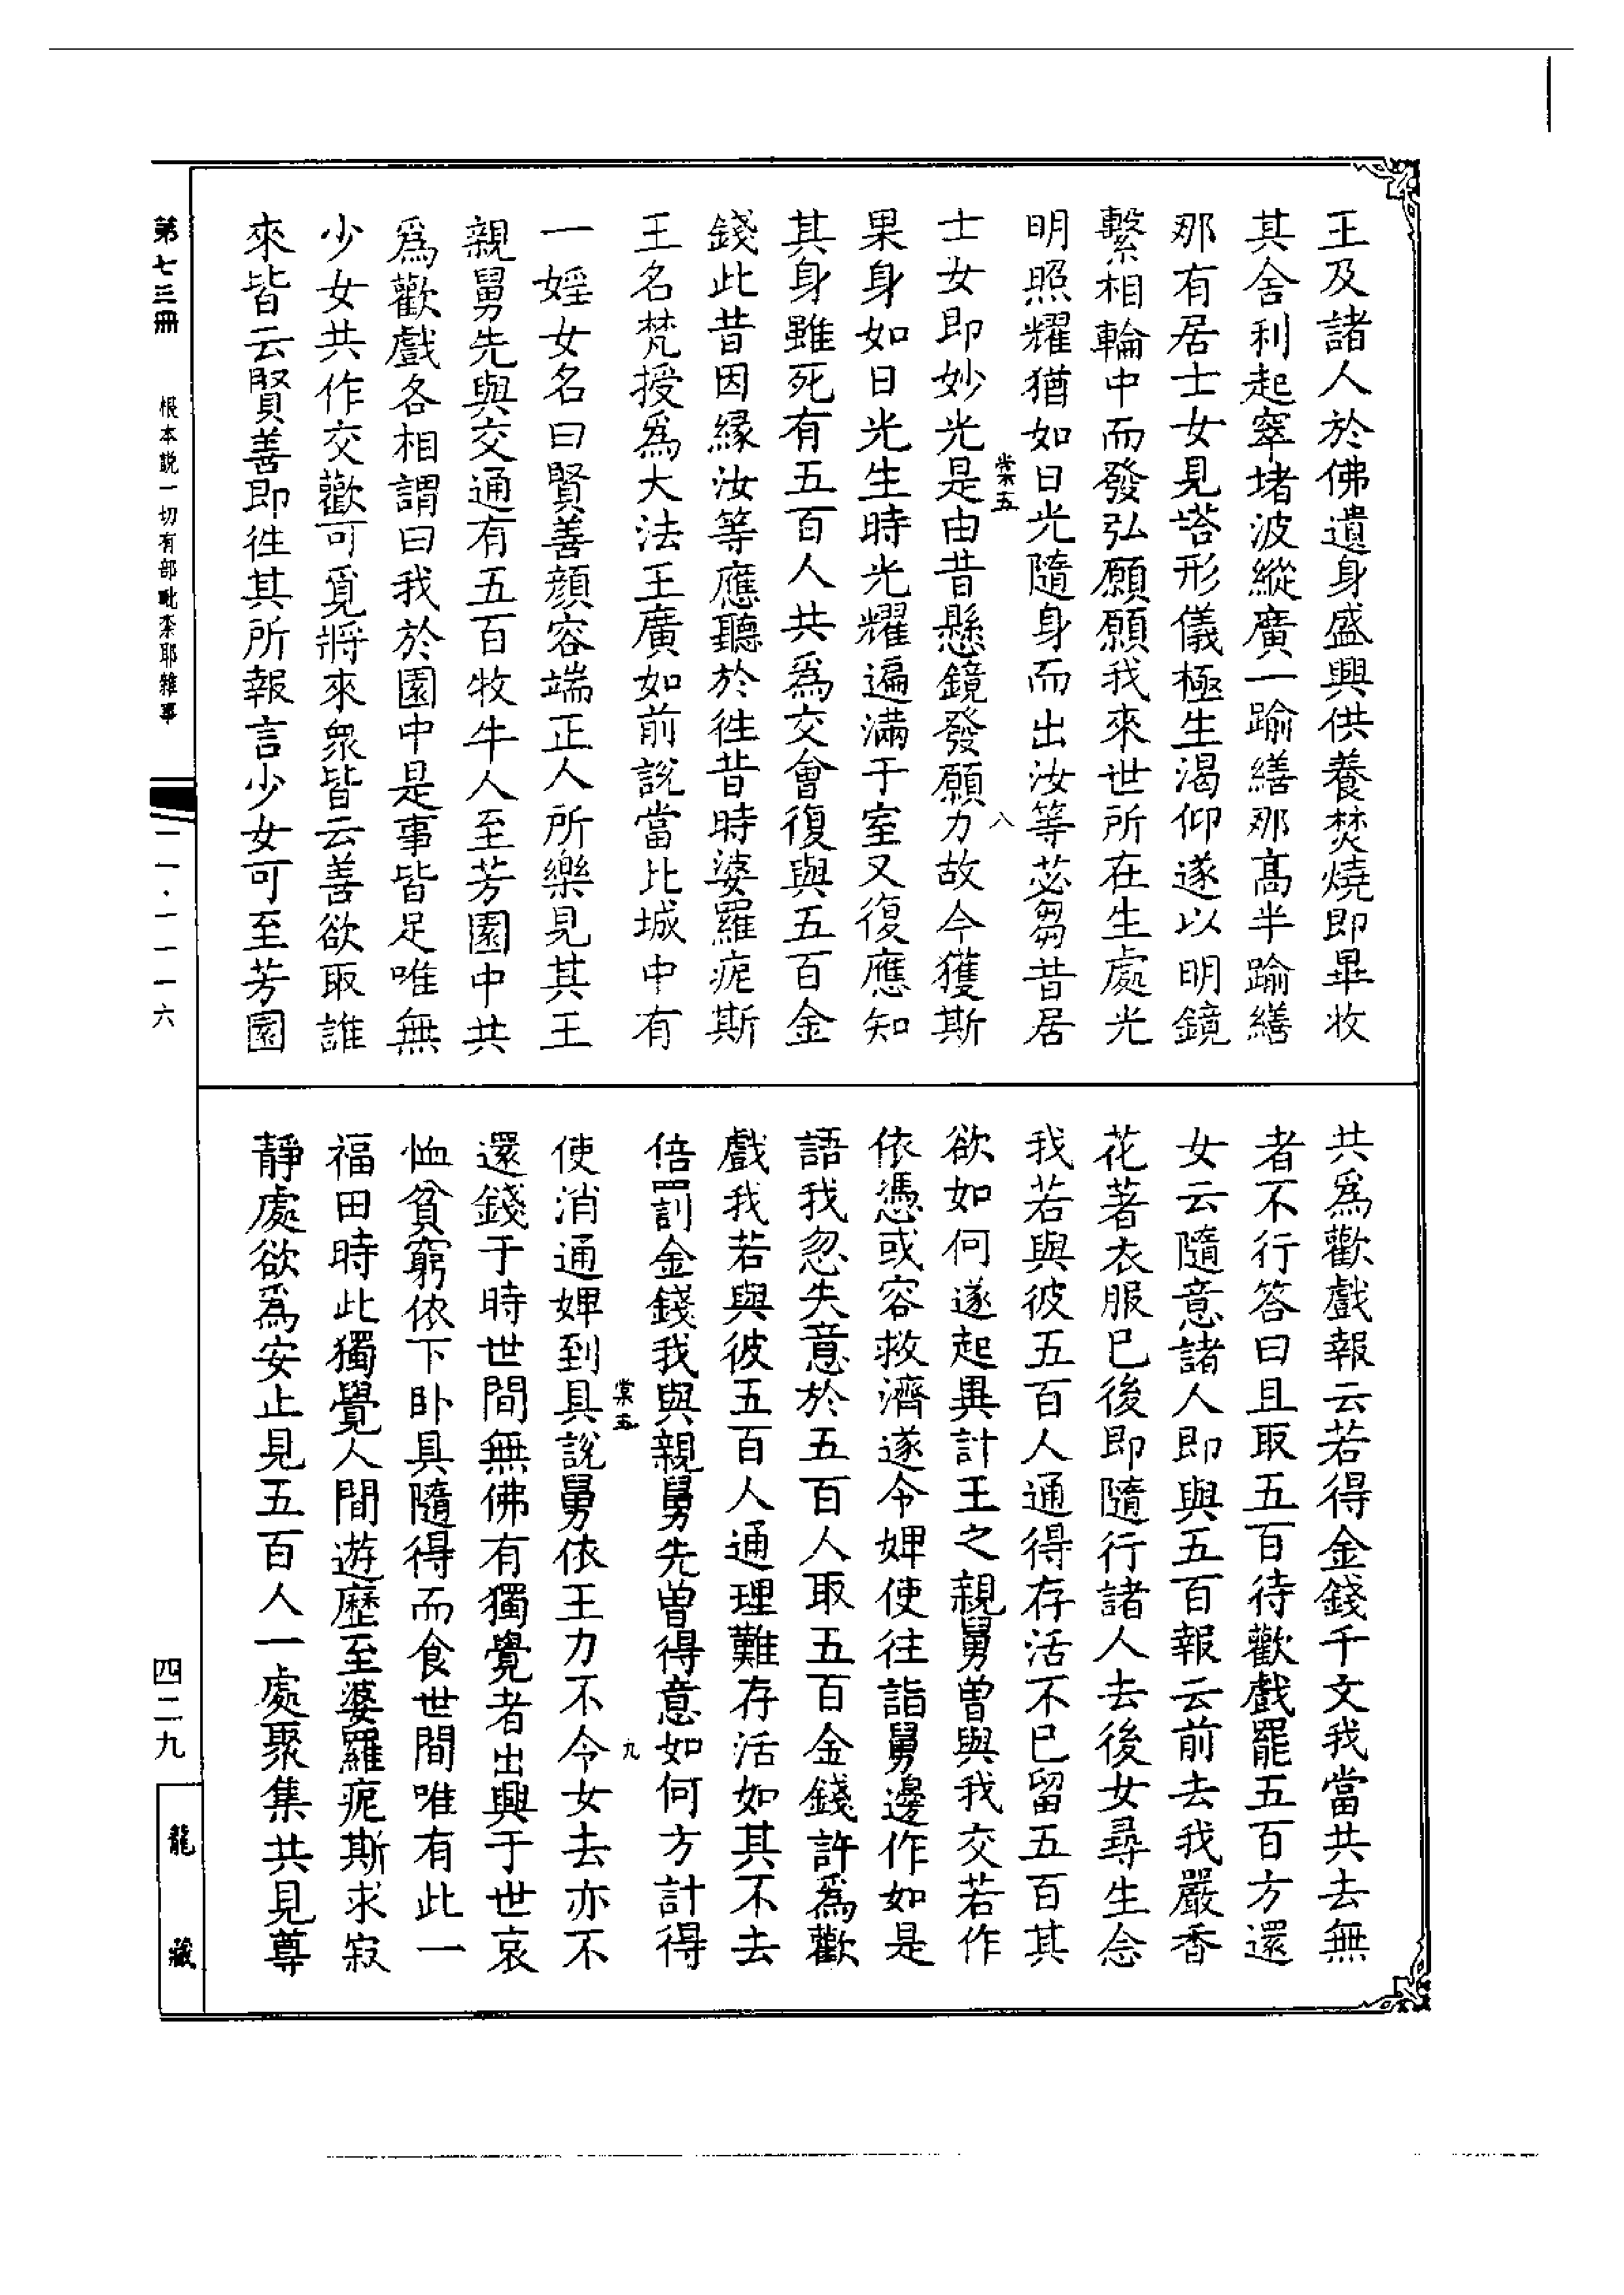 王及諸人於佛遺身盛興供養焚燒即畢收
其舍利起窣堵波縱廣一踰繕那高半踰繕
那有居士女見塔形儀極生渴仰遂以明鏡
繫相輪中而發弘願願我來世所在生處光
明照耀猶如日光隨身而出汝等苾芻昔居
棠五
八
士女即妙光是由昔懸鏡發願力故今獲斯
果身如日光生時光耀遍滿于室又復應知
其身雖死有五百人共爲交會復與五百金
錢此昔因緣汝等應聽於徃昔時婆羅痆斯
王名梵授爲大法王廣如前說當比城中有
一婬女名曰賢善顏容端正人所樂見其王
親舅先與交通有五百牧牛人至芳園中共
爲歡戲各相謂曰我於園中是事皆足唯無
少女共作交歡可覓將來衆皆云善欲取誰
來皆云賢善即徃其所報言少女可至芳園
共爲歡戲報云若得金錢千文我當共去無
者不行答曰且取五百待歡戲罷五百方還
女云隨意諸人即與五百報云前去我嚴香
花著衣服已後即隨行諸人去後女尋生念
我若與彼五百人通得存活不已留五百其
欲如何遂起異計王之親舅曾與我交若作
依憑或容救濟遂令婢使往詣舅邊作如是
語我忽失意於五百人取五百金錢許爲歡
戲我若與彼五百人通理難存活如其不去
倍罰金錢我與親舅先曾得意如何方計得
棠五
九
使消通婢到具說舅依王力不令女去亦不
還錢于時世間無佛有獨覺者出興于世哀
恤貧窮依下卧具隨得而食世間唯有此一
福田時此獨覺人間遊歷至婆羅痆斯求寂
靜處欲爲安止見五百人一處聚集共見尊
第七三冊
根本説一切有部毗柰耶雜事
一一·一一一六
四二九
龍藏